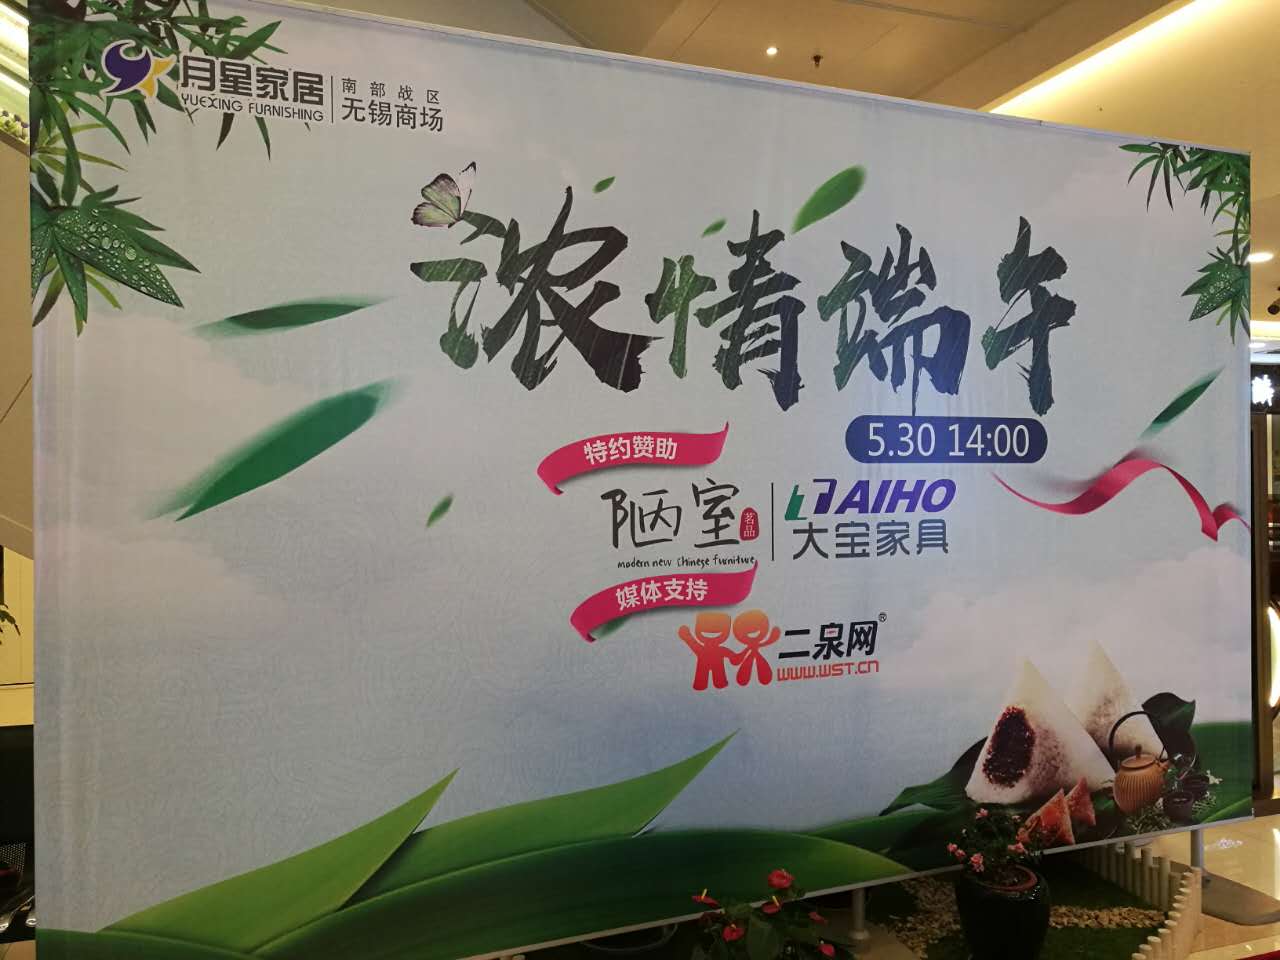 月星家居
YUEXING FURNISHING
南部战区
无锡商场
浓情端午
5.30 14:00
特约赞助
陋室
茗品
modern new chinese furniture
AIHO
大宝家具
媒体支持
二泉网®
WWW.WST.CN